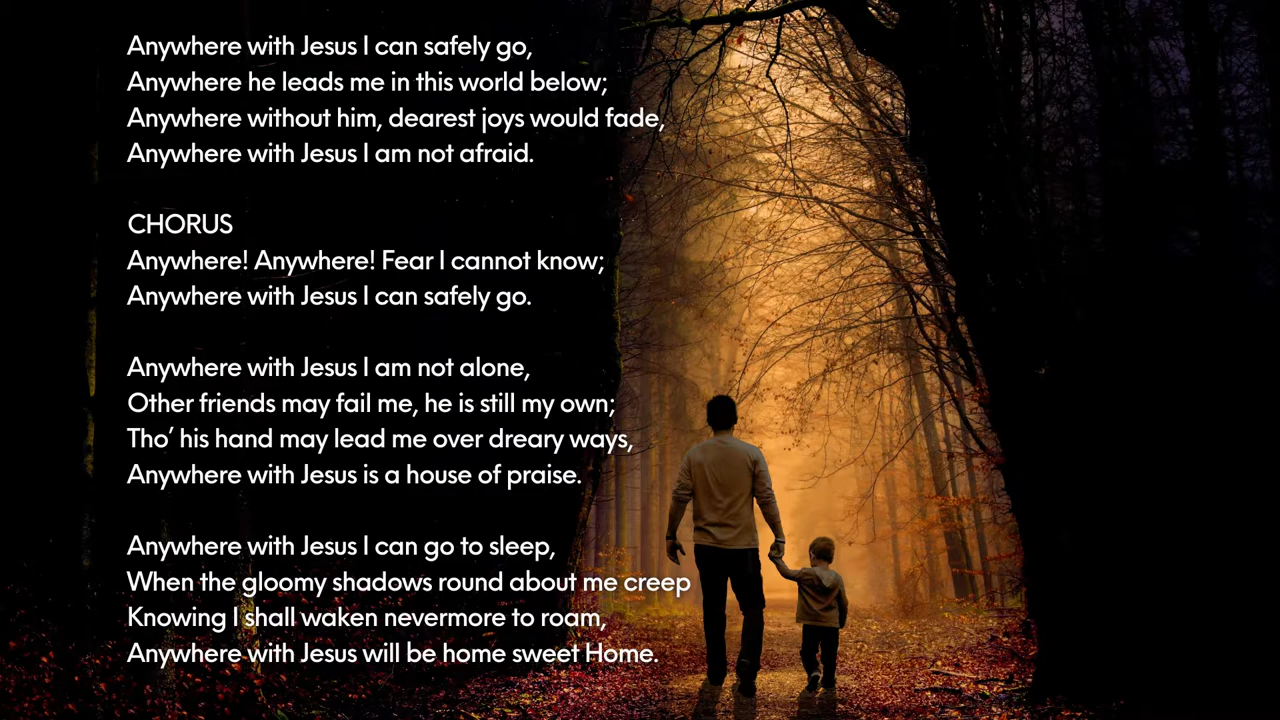 Anywhere with Jesus I can safely go,
Anywhere he leads me in this world below;
Anywhere without him, dearest joys would fade,
Anywhere with Jesus I am not afraid.
CHORUS
Anywhere! Anywhere! Fear I cannot know;
Anywhere with Jesus I can safely go.
Anywhere with Jesus I am not alone,
Other friends may fail me, he is still my own;
Tho’ his hand may lead me over dreary ways,
Anywhere with Jesus is a house of praise.
Anywhere with Jesus I can go to sleep,
When the gloomy shadows round about me creep
Knowing I shall waken nevermore to roam,
Anywhere with Jesus will be home sweet Home.